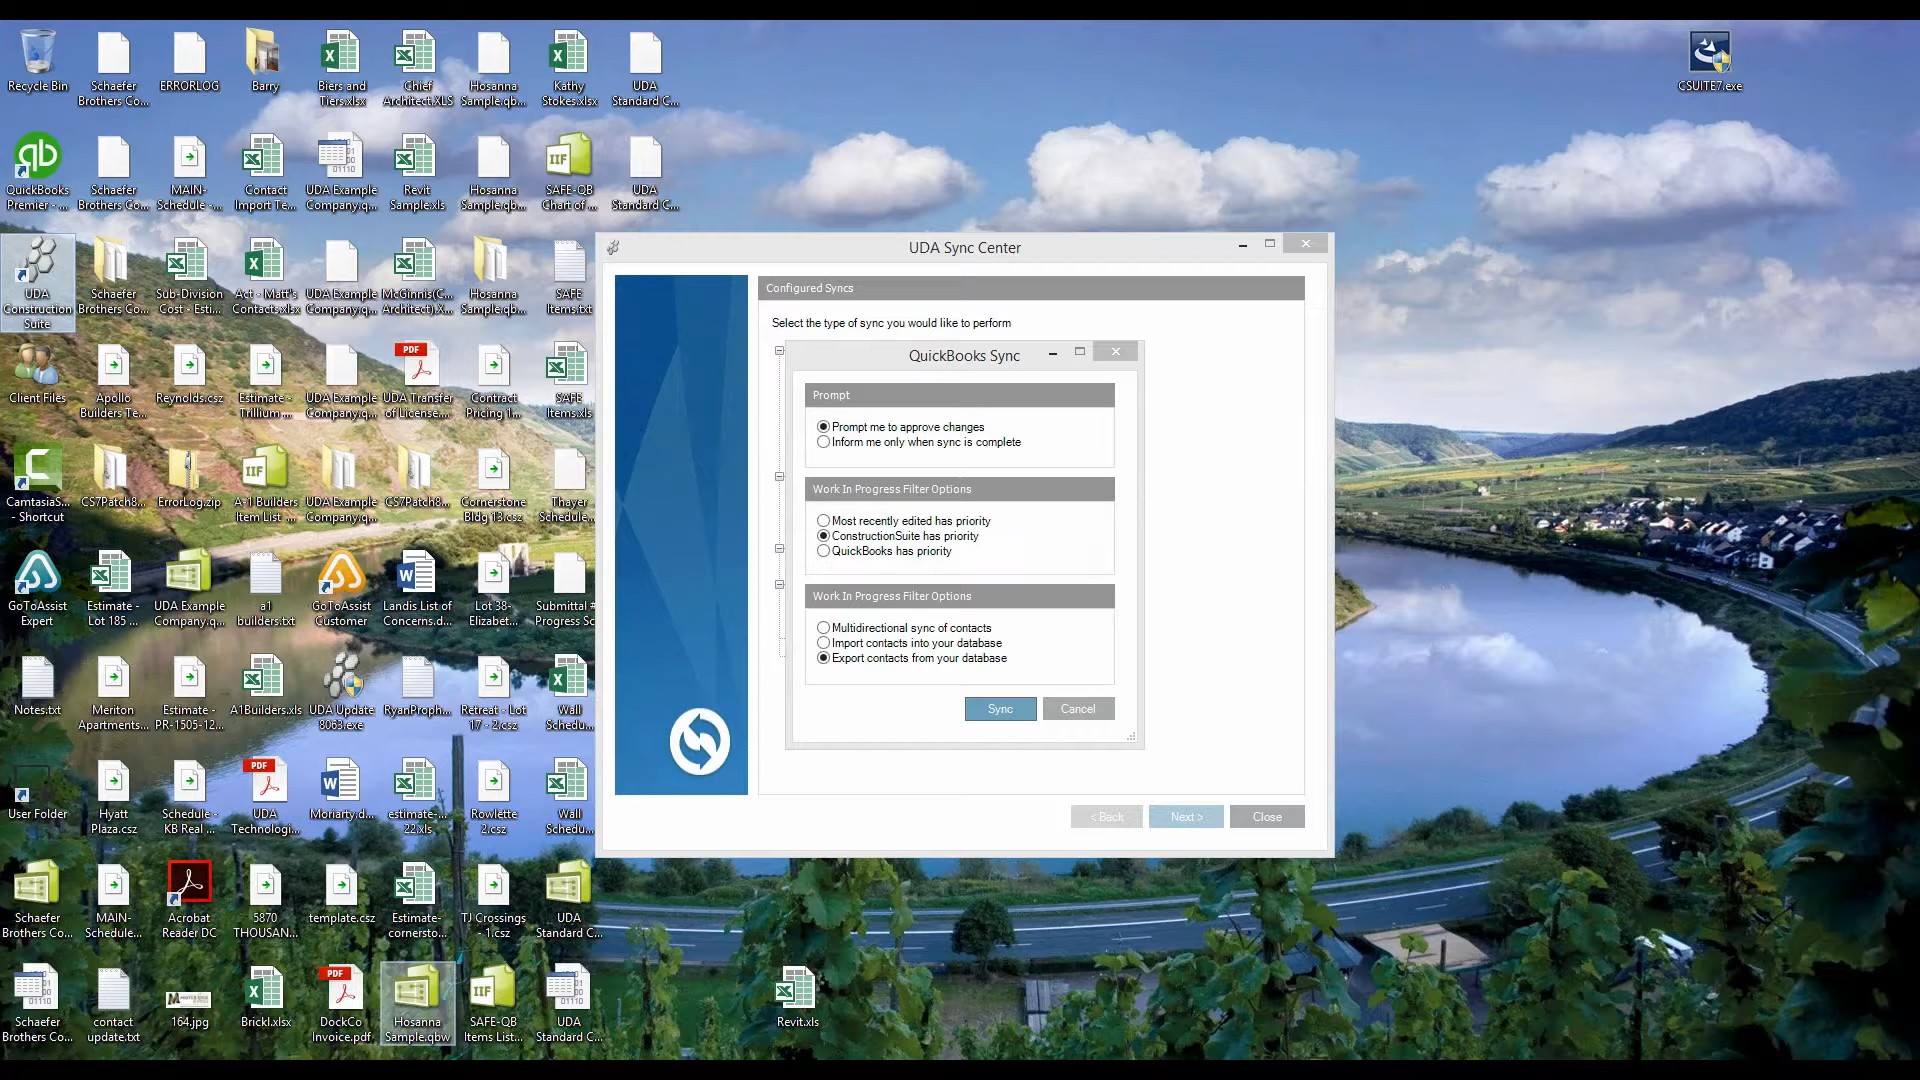 Recycle Bin
Schaefer
Brothers Co...
ERRORLOG
Barry
Biers and
Tiers.xlsx
Chief
Architect.XLS
Hosanna
Sample.qb...
Kathy
Stokes.xlsx
UDA
Standard C...
CSUITE7.exe
QuickBooks
Premier - ...
Schaefer
Brothers Co...
MAIN-
Schedule -...
Contact
Import Te...
UDA Example
Company.q...
Revit
Sample.xls
Hosanna
Sample.qb...
SAFE-QB
Chart of ...
UDA
Standard C...
UDA
Construction
Suite
Schaefer
Brothers Co...
Sub-Division
Cost - Esti...
Act - Matt's
Contacts.xlsx
UDA Example
Company.q...
McGinnis(C...
Architect).X...
Hosanna
Sample.qb...
SAFE
Items.txt
Client Files
Apollo
Builders Te...
Reynolds.csz
Estimate -
Trillium ...
UDA Example
Company.q...
UDA Transfer
of License....
Contract
Pricing 1...
SAFE
Items.xls
CamtasiaS...
- Shortcut
CS7Patch8...
ErrorLog.zip
A-1 Builders
Item List ...
UDA Example
Company.q...
CS7Patch8...
Cornerstone
Bldg 13.csz
Thayer
Schedule...
GoToAssist
Expert
Estimate -
Lot 185 ...
UDA Example
Company.q...
a1
builders.txt
GoToAssist
Customer
Landis List of
Concerns.d...
Lot 38-
Elizabet...
Submittal #
Progress Sc
Notes.txt
Meriton
Apartments...
Estimate -
PR-1505-12...
A1Builders.xls
UDA Update
8063.exe
RyanProph...
Retreat - Lot
17 - 2.csz
Wall
Schedu...
User Folder
Hyatt
Plaza.csz
Schedule -
KB Real ...
UDA
Technologi...
Moriarty.d...
estimate-...
22.xls
Rowlette
2.csz
Wall
Schedu...
Schaefer
Brothers Co...
MAIN-
Schedule...
Acrobat
Reader DC
5870
THOUSAN...
template.csz
Estimate-
cornersto...
TJ Crossings
- 1.csz
UDA
Standard C...
Schaefer
Brothers Co...
contact
update.txt
164.jpg
Brickl.xlsx
DockCo
Invoice.pdf
Hosanna
Sample.qbw
SAFE-QB
Items List...
UDA
Standard C...
Revit.xls
UDA Sync Center
Configured Syncs
Select the type of sync you would like to perform
QuickBooks Sync
Prompt
Prompt me to approve changes
Inform me only when sync is complete
Work In Progress Filter Options
Most recently edited has priority
ConstructionSuite has priority
QuickBooks has priority
Work In Progress Filter Options
Multidirectional sync of contacts
Import contacts into your database
Export contacts from your database
Sync
Cancel
< Back
Next >
Close